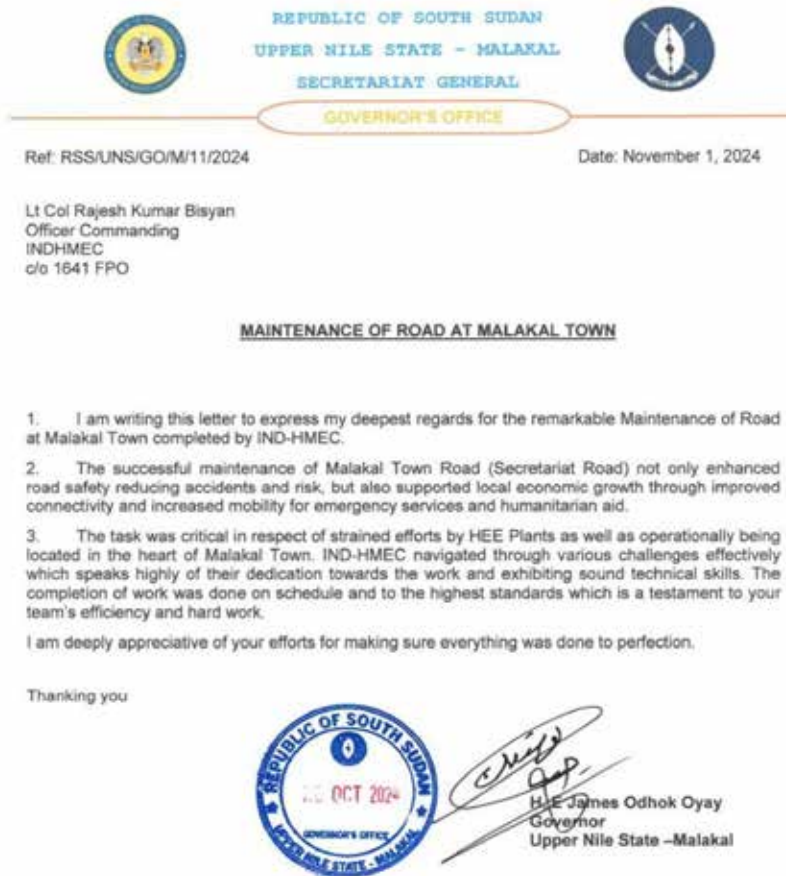 REPUBLIC OF SOUTH SUDAN
UPPER NILE STATE - MALAKAL
SECRETARIAT GENERAL
GOVERNOR'S OFFICE
Ref: RSS/UNS/GO/M/11/2024
Date: November 1, 2024
Lt Col Rajesh Kumar Bisyan
Officer Commanding
INDHMEC
c/o 1641 FPO
MAINTENANCE OF ROAD AT MALAKAL TOWN
1. I am writing this letter to express my deepest regards for the remarkable Maintenance of Road
at Malakal Town completed by IND-HMEC.
2. The successful maintenance of Malakal Town Road (Secretariat Road) not only enhanced
road safety reducing accidents and risk, but also supported local economic growth through improved
connectivity and increased mobility for emergency services and humanitarian aid.
3. The task was critical in respect of strained efforts by HEE Plants as well as operationally being
located in the heart of Malakal Town. IND-HMEC navigated through various challenges effectively
which speaks highly of their dedication towards the work and exhibiting sound technical skills. The
completion of work was done on schedule and to the highest standards which is a testament to your
team's efficiency and hard work.
I am deeply appreciative of your efforts for making sure everything was done to perfection.
Thanking you
REPUBLIC OF SOUTH SUDAN
OCT 2024
GOVERNOR'S OFFICE
UPPER NILE STATE - MALAKAL
H.E James Odhok Oyay
Governor
Upper Nile State –Malakal